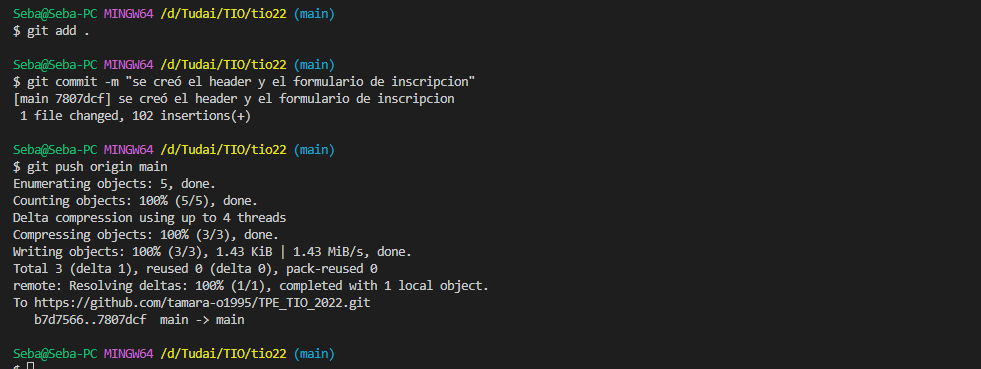 Seba@Seba-PC MINGW64 /d/Tudai/TIO/tio22 (main)
$ git add .
Seba@Seba-PC MINGW64 /d/Tudai/TIO/tio22 (main)
$ git commit -m "se creó el header y el formulario de inscripcion"
[main 7807dcf] se creó el header y el formulario de inscripcion
 1 file changed, 102 insertions(+)
Seba@Seba-PC MINGW64 /d/Tudai/TIO/tio22 (main)
$ git push origin main
Enumerating objects: 5, done.
Counting objects: 100% (5/5), done.
Delta compression using up to 4 threads
Compressing objects: 100% (3/3), done.
Writing objects: 100% (3/3), 1.43 KiB | 1.43 MiB/s, done.
Total 3 (delta 1), reused 0 (delta 0), pack-reused 0
remote: Resolving deltas: 100% (1/1), completed with 1 local object.
To https://github.com/tamara-o1995/TPE_TIO_2022.git
   b7d7566..7807dcf  main -> main
Seba@Seba-PC MINGW64 /d/Tudai/TIO/tio22 (main)
$